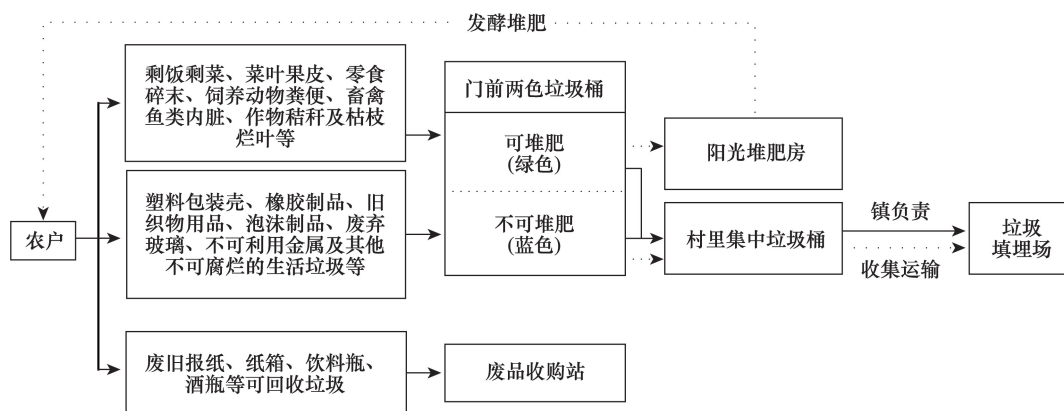 发酵堆肥
剩饭剩菜、菜叶果皮、零食
碎末、饲养动物粪便、畜禽
鱼类内脏、作物秸秆及枯枝
烂叶等
门前两色垃圾桶
可堆肥
(绿色)
不可堆肥
(蓝色)
阳光堆肥房
农户
塑料包装壳、橡胶制品、旧
织物用品、泡沫制品、废弃
玻璃、不可利用金属及其他
不可腐烂的生活垃圾等
村里集中垃圾桶
镇负责
收集运输
垃圾
填埋场
废旧报纸、纸箱、饮料瓶、
酒瓶等可回收垃圾
废品收购站